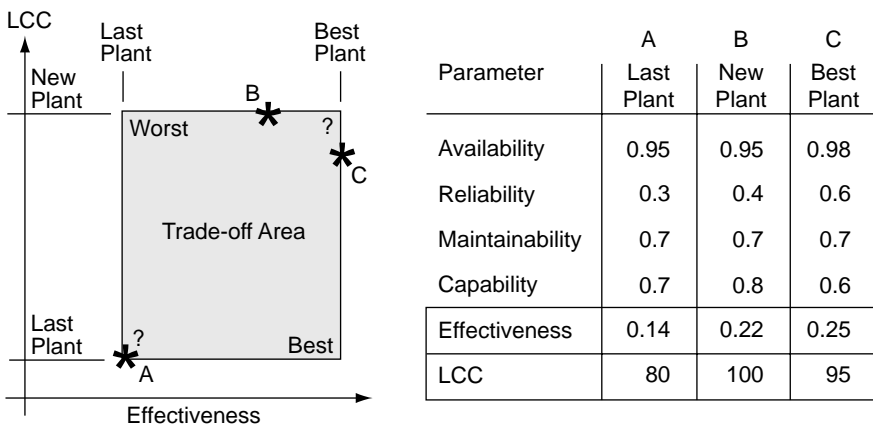 LCC
Last
Plant
Best
Plant
New
Plant
B
Worst
?
C
Trade-off Area
Last
Plant
?
Best
A
Effectiveness
A B C
Parameter Last Plant New Plant Best Plant
Availability 0.95 0.95 0.98
Reliability 0.3 0.4 0.6
Maintainability 0.7 0.7 0.7
Capability 0.7 0.8 0.6
Effectiveness 0.14 0.22 0.25
LCC 80 100 95